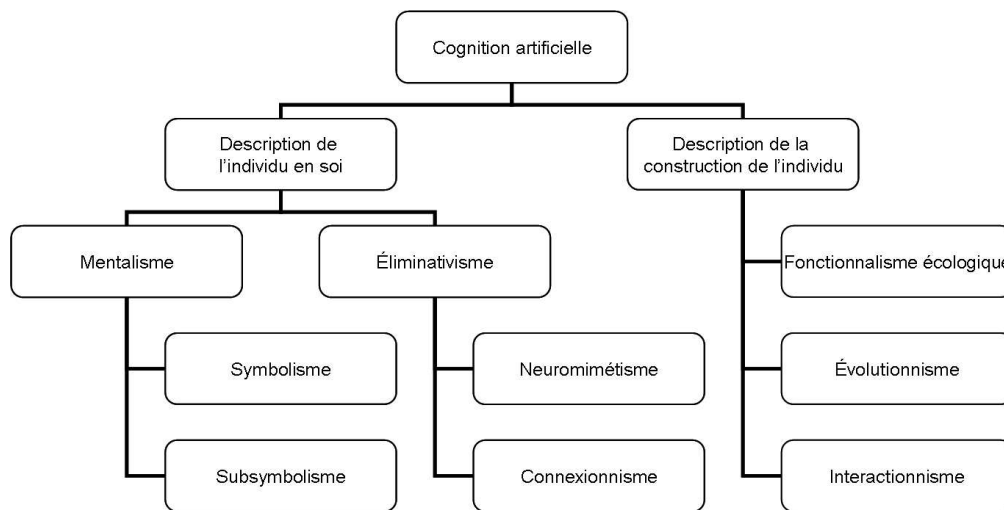 Cognition artificielle
Description de
l'individu en soi
Description de la
construction de l'individu
Mentalisme
Éliminativisme
Fonctionnalisme écologique
Symbolisme
Neuromimétisme
Évolutionnisme
Subsymbolisme
Connexionnisme
Interactionnisme